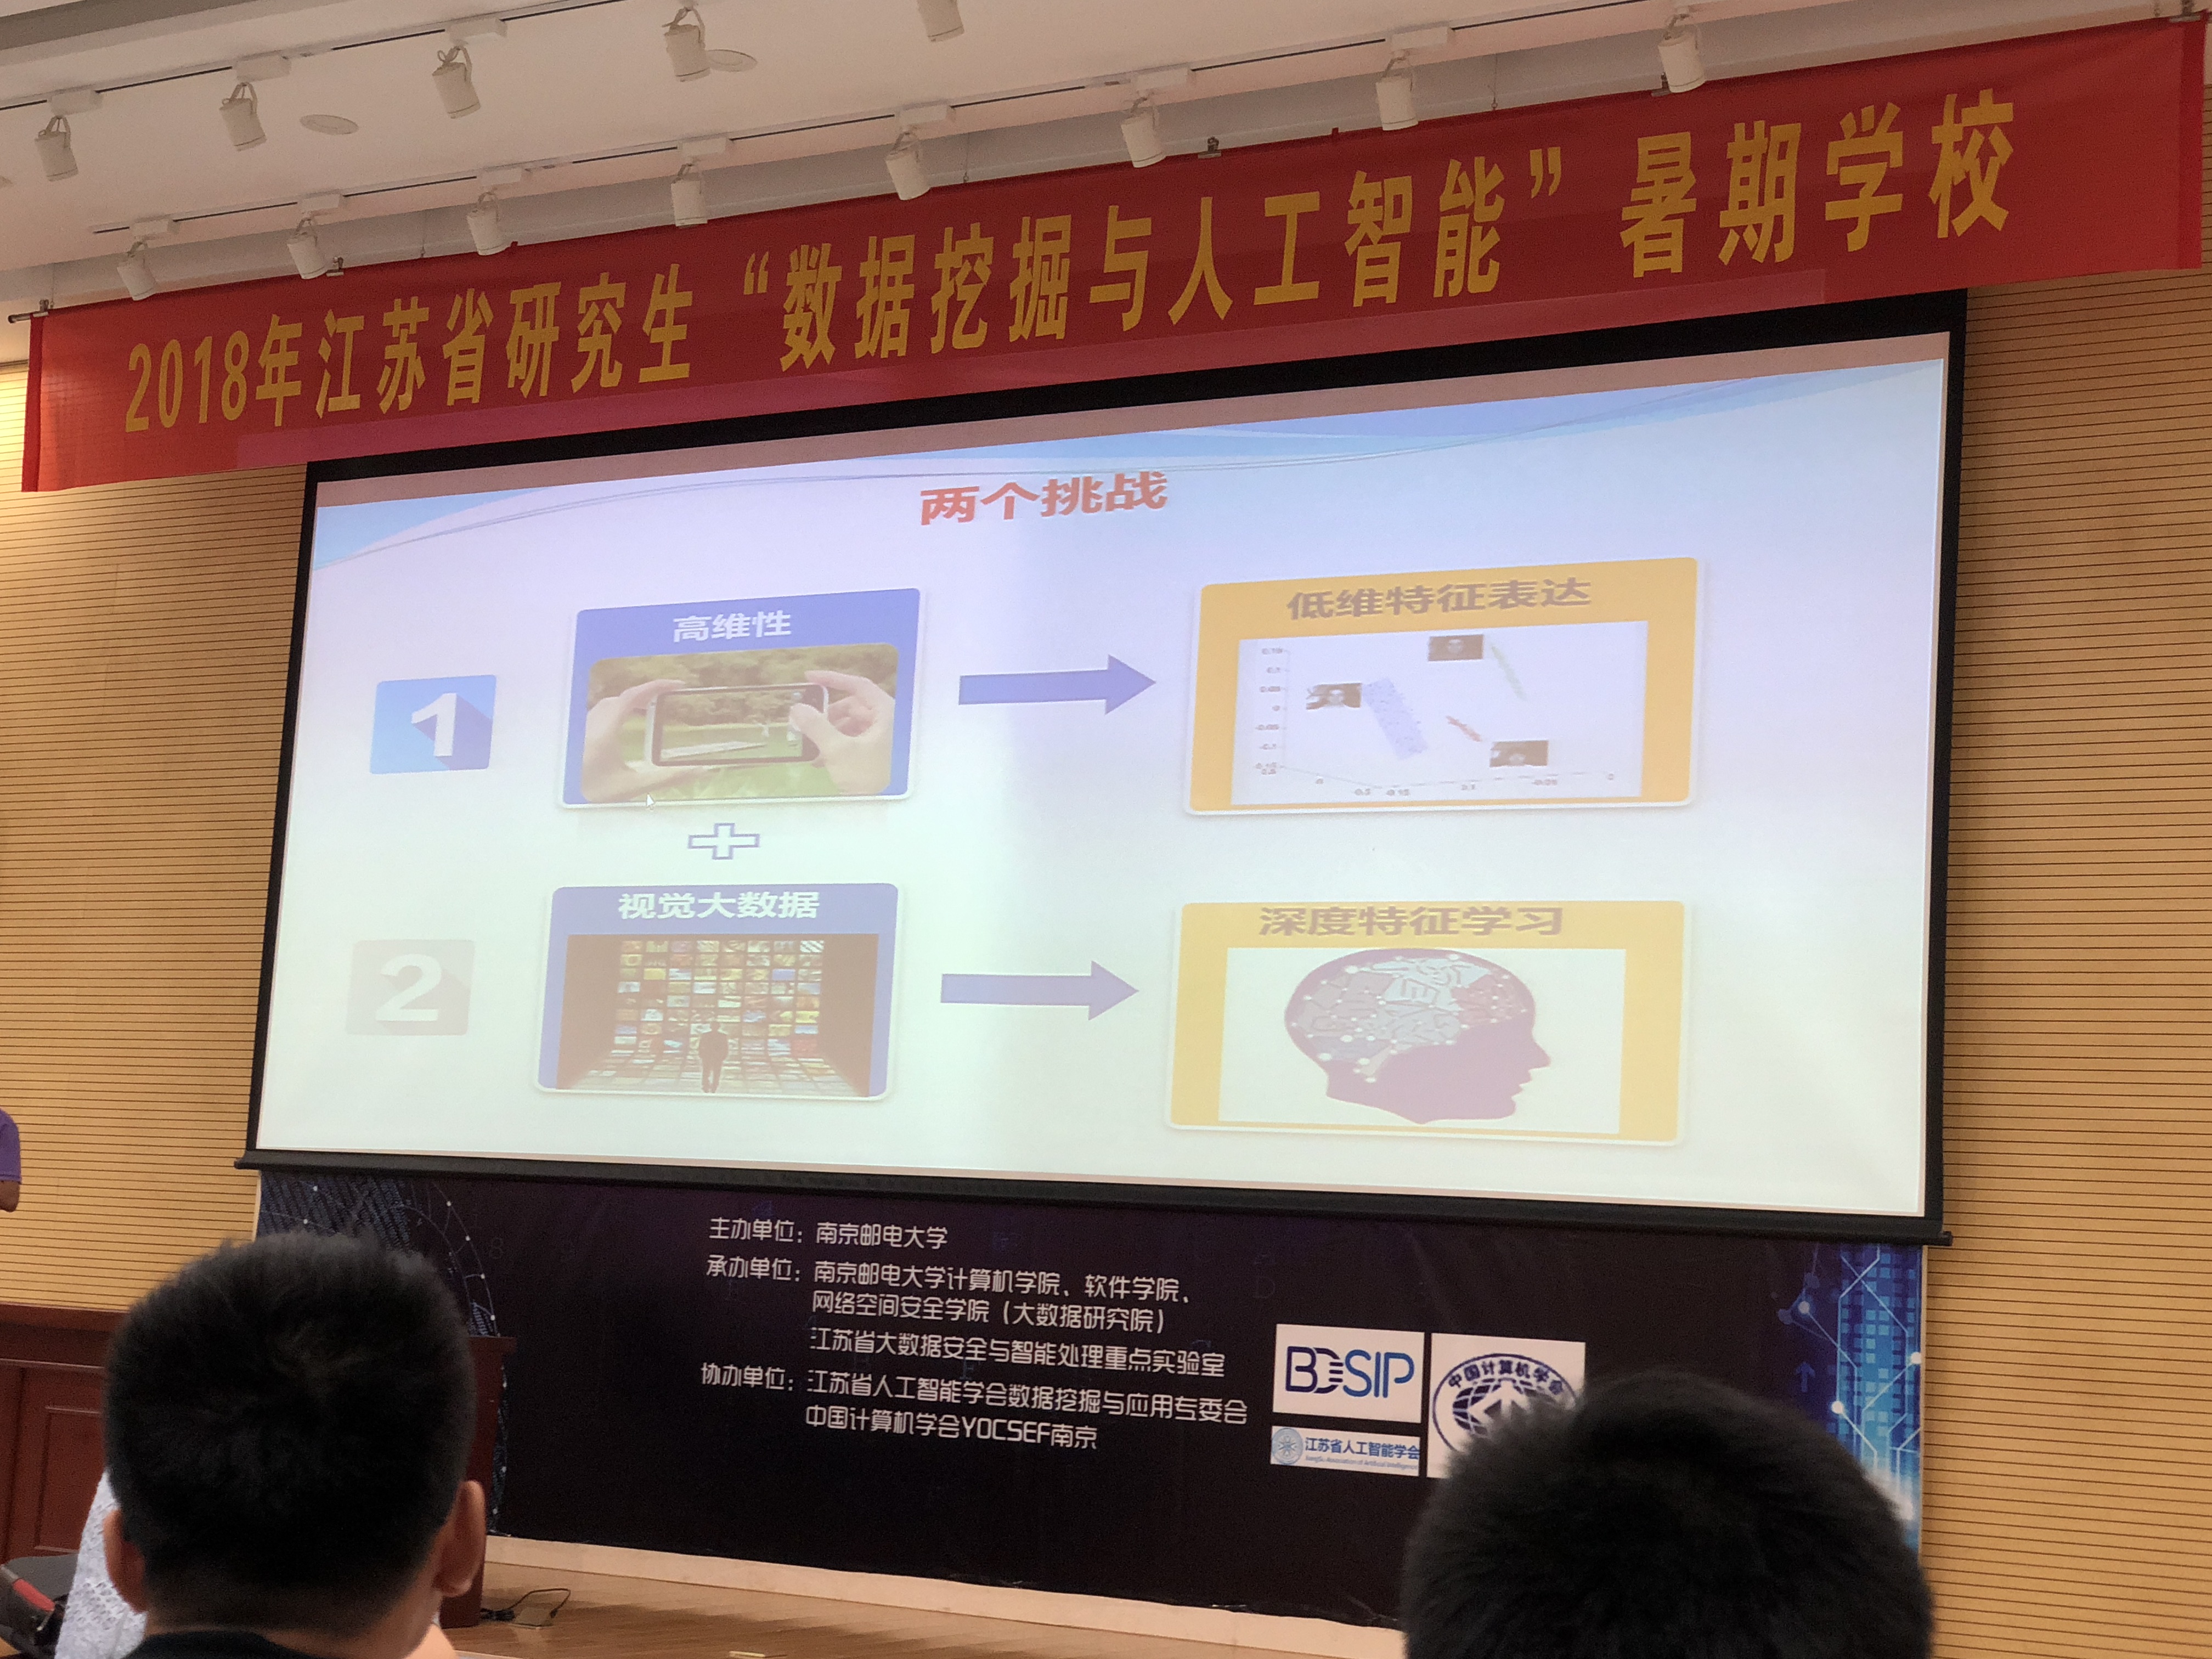 2018年江苏省研究生“数据挖掘与人工智能”暑期学校
两个挑战
1
高维性
低维特征表达
2
视觉大数据
深度特征学习
主办单位：南京邮电大学
承办单位：南京邮电大学计算机学院、软件学院、
网络空间安全学院（大数据研究院）
江苏省大数据安全与智能处理重点实验室
协办单位：江苏省人工智能学会数据挖掘与应用专委会
中国计算机学会YOCSEF南京
BDSIP
中国计算机学会
江苏省人工智能学会